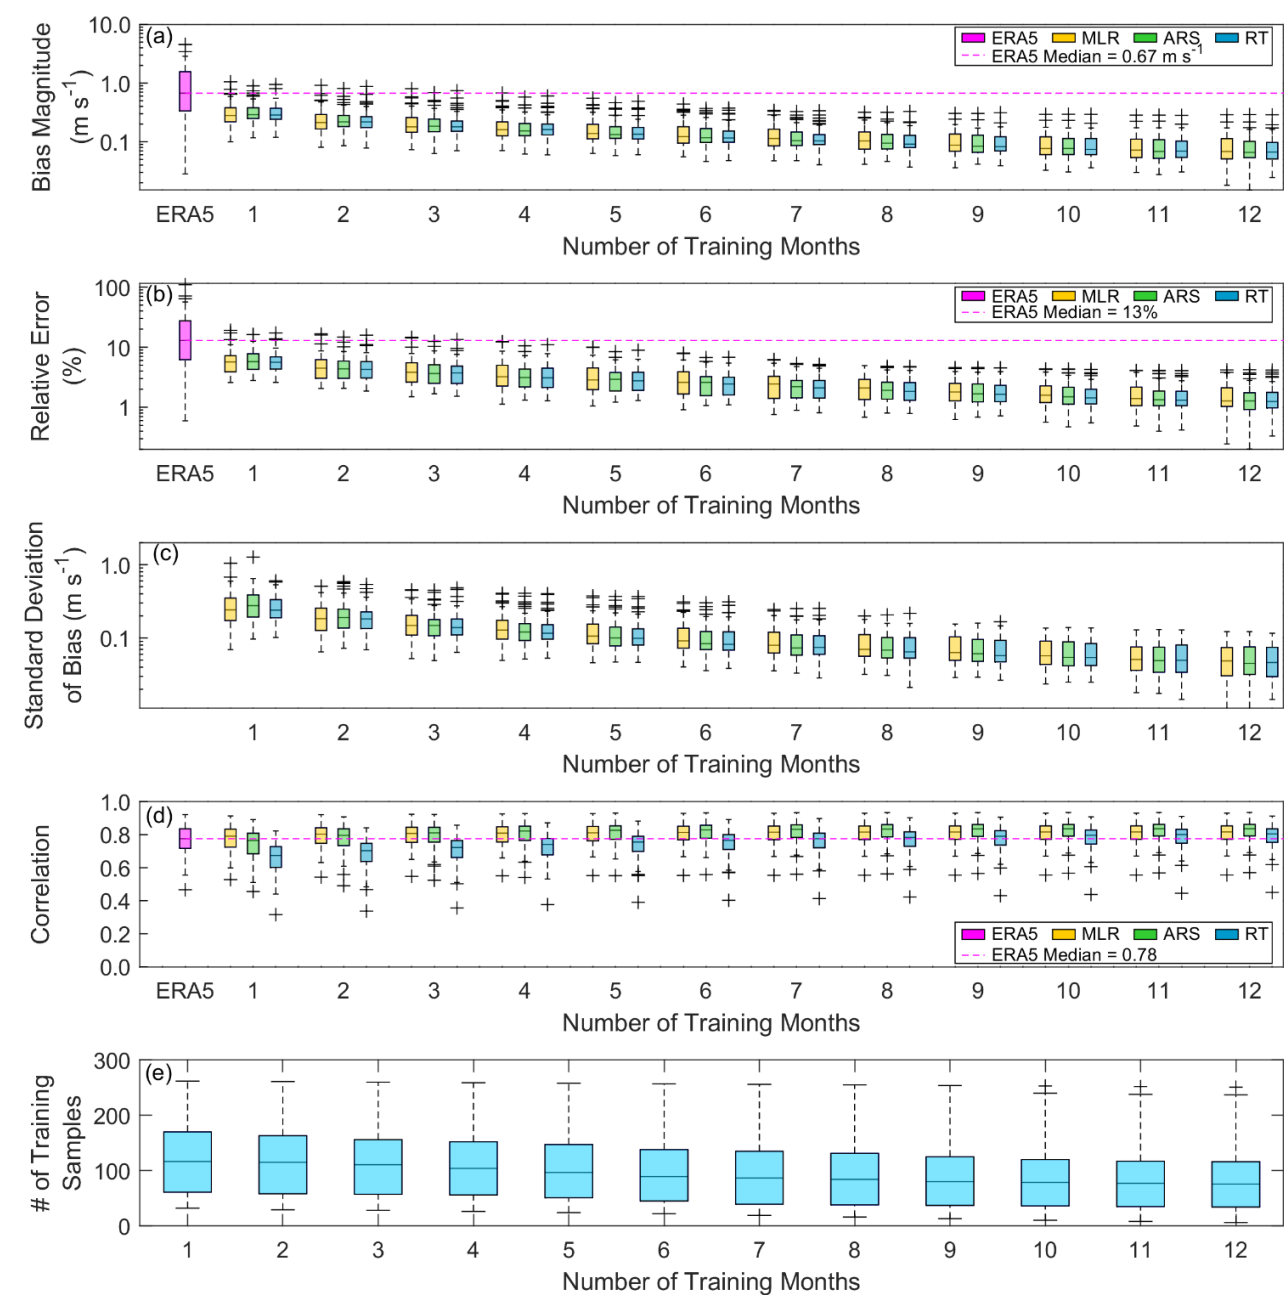 (a)
ERA5 MLR ARS RT
ERA5 Median = 0.67 m s⁻¹
Bias Magnitude
(m s⁻¹)
10.0
1.0
0.1
ERA5 1 2 3 4 5 6 7 8 9 10 11 12
Number of Training Months
(b)
ERA5 MLR ARS RT
ERA5 Median = 13%
Relative Error
(%)
100
10
1
ERA5 1 2 3 4 5 6 7 8 9 10 11 12
Number of Training Months
(c)
Standard Deviation
of Bias (m s⁻¹)
1.0
0.1
1 2 3 4 5 6 7 8 9 10 11 12
Number of Training Months
(d)
Correlation
1.0
0.8
0.6
0.4
0.2
0.0
ERA5 MLR ARS RT
ERA5 Median = 0.78
ERA5 1 2 3 4 5 6 7 8 9 10 11 12
Number of Training Months
(e)
# of Training
Samples
300
200
100
0
1 2 3 4 5 6 7 8 9 10 11 12
Number of Training Months